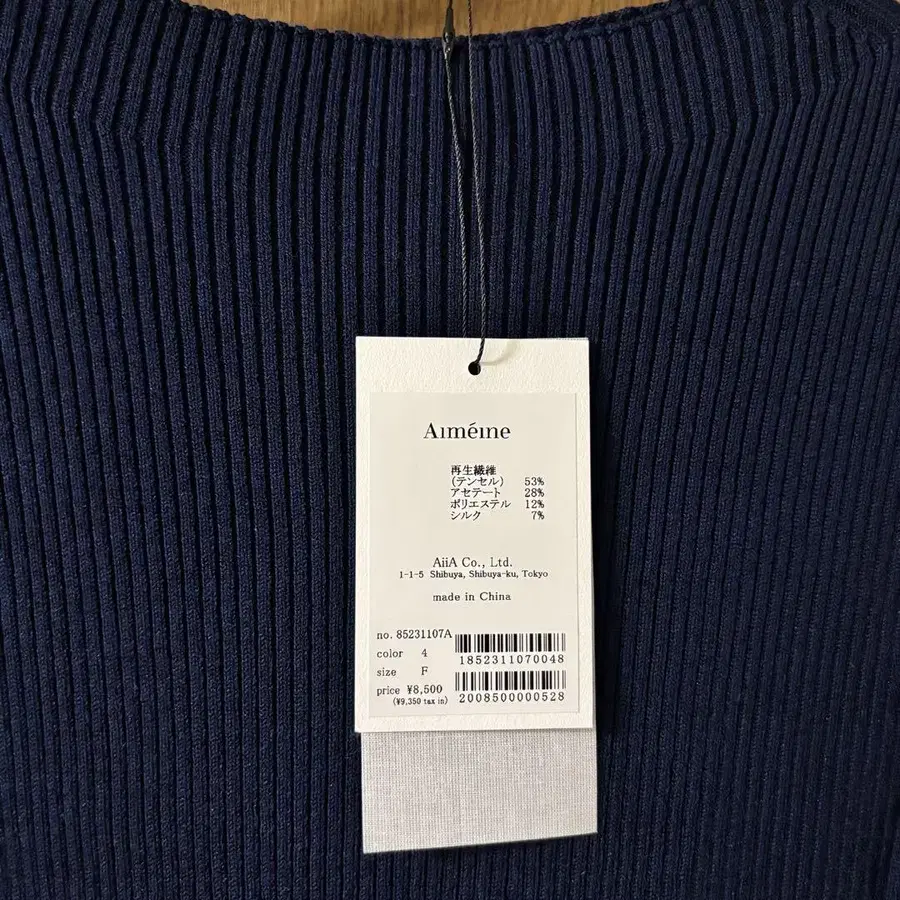 Aiméine
再生繊維
(テンセル) 53%
アセテート 28%
ポリエステル 12%
シルク 7%
AiiA Co., Ltd.
1-1-5 Shibuya, Shibuya-ku, Tokyo
made in China
no. 85231107A
color 4
1852311070048
size F
price ¥8,500
(¥9,350 tax in)
2008500000528